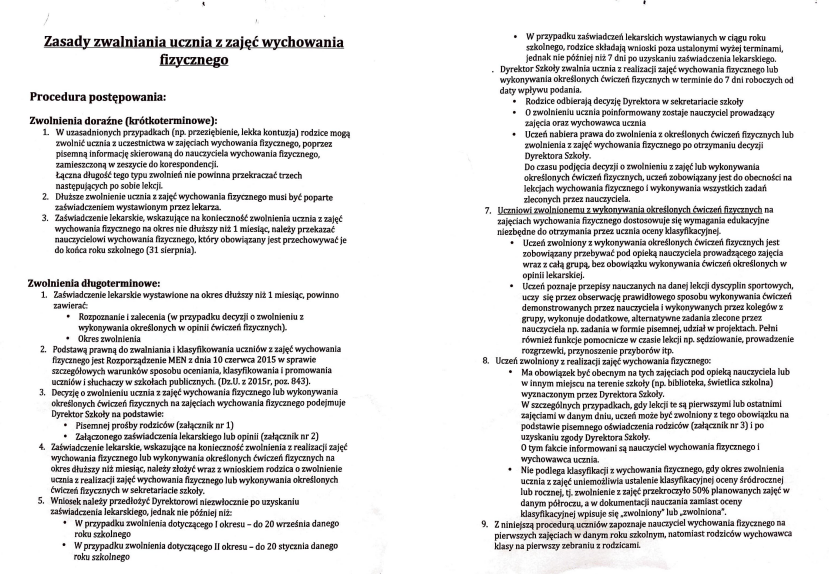 Zasady zwalniania ucznia z zajęć wychowania
fizycznego
Procedura postępowania:
Zwolnienia doraźne (krótkoterminowe):
1. W uzasadnionych przypadkach (np. przeziębienie, lekka kontuzja) rodzice mogą
zwolnić ucznia z uczestnictwa w zajęciach wychowania fizycznego, poprzez
pisemną informację skierowaną do nauczyciela wychowania fizycznego,
zamieszczoną w zeszycie do korespondencji.
Łączna długość tego typu zwolnień nie powinna przekraczać trzech
następujących po sobie lekcji.
2. Dłuższe zwolnienie ucznia z zajęć wychowania fizycznego musi być poparte
zaświadczeniem wystawionym przez lekarza.
3. Zaświadczenie lekarskie, wskazujące na konieczność zwolnienia ucznia z zajęć
wychowania fizycznego na okres nie dłuższy niż 1 miesiąc, należy przekazać
nauczycielowi wychowania fizycznego, który obowiązany jest przechowywać je
do końca roku szkolnego (31 sierpnia).
Zwolnienia długoterminowe:
1. Zaświadczenie lekarskie wystawione na okres dłuższy niż 1 miesiąc, powinno
zawierać:
• Rozpoznanie i zalecenia (w przypadku decyzji o zwolnieniu z
wykonywania określonych w opinii ćwiczeń fizycznych).
• Okres zwolnienia
2. Podstawą prawną do zwalniania i klasyfikowania uczniów z zajęć wychowania
fizycznego jest Rozporządzenie MEN z dnia 10 czerwca 2015 w sprawie
szczegółowych warunków sposobu oceniania, klasyfikowania i promowania
uczniów i słuchaczy w szkołach publicznych. (Dz.U. z 2015r, poz. 843).
3. Decyzję o zwolnieniu ucznia z zajęć wychowania fizycznego lub wykonywania
określonych ćwiczeń fizycznych na zajęciach wychowania fizycznego podejmuje
Dyrektor Szkoły na podstawie:
• Pisemnej prośby rodziców (załącznik nr 1)
• Załączonego zaświadczenia lekarskiego lub opinii (załącznik nr 2)
4. Zaświadczenie lekarskie, wskazujące na konieczność zwolnienia z realizacji zajęć
wychowania fizycznego lub wykonywania określonych ćwiczeń fizycznych na
okres dłuższy niż miesiąc, należy złożyć wraz z wnioskiem rodzica o zwolnienie
ucznia z realizacji zajęć wychowania fizycznego lub wykonywania określonych
ćwiczeń fizycznych w sekretariacie szkoły.
5. Wniosek należy przedłożyć Dyrektorowi niezwłocznie po uzyskaniu
zaświadczenia lekarskiego, jednak nie później niż:
• W przypadku zwolnienia dotyczącego I okresu – do 20 września danego
roku szkolnego
• W przypadku zwolnienia dotyczącego II okresu – do 20 stycznia danego
roku szkolnego
• W przypadku zaświadczeń lekarskich wystawianych w ciągu roku
szkolnego, rodzice składają wnioski poza ustalonymi wyżej terminami,
jednak nie później niż 7 dni po uzyskaniu zaświadczenia lekarskiego.
Dyrektor Szkoły zwalnia ucznia z realizacji zajęć wychowania fizycznego lub
wykonywania określonych ćwiczeń fizycznych w terminie do 7 dni roboczych od
daty wpływu podania.
• Rodzice odbierają decyzję Dyrektora w sekretariacie szkoły
• O zwolnieniu ucznia poinformowany zostaje nauczyciel prowadzący
zajęcia oraz wychowawca ucznia
• Uczeń nabiera prawa do zwolnienia z określonych ćwiczeń fizycznych lub
zwolnienia z zajęć wychowania fizycznego po otrzymaniu decyzji
Dyrektora Szkoły.
Do czasu podjęcia decyzji o zwolnieniu z zajęć lub wykonywania
określonych ćwiczeń fizycznych, uczeń zobowiązany jest do obecności na
lekcjach wychowania fizycznego i wykonywania wszystkich zadań
zleconych przez nauczyciela.
7. Uczniowi zwolnionemu z wykonywania określonych ćwiczeń fizycznych na
zajęciach wychowania fizycznego dostosowuje się wymagania edukacyjne
niezbędne do otrzymania przez ucznia oceny klasyfikacyjnej.
• Uczeń zwolniony z wykonywania określonych ćwiczeń fizycznych jest
zobowiązany przebywać pod opieką nauczyciela prowadzącego zajęcia
wraz z całą grupą, bez obowiązku wykonywania ćwiczeń określonych w
opinii lekarskiej.
• Uczeń poznaje przepisy nauczanych na danej lekcji dyscyplin sportowych,
uczy się przez obserwację prawidłowego sposobu wykonywania ćwiczeń
demonstrowanych przez nauczyciela i wykonywanych przez kolegów z
grupy, wykonuje dodatkowe, alternatywne zadania zlecone przez
nauczyciela np. zadania w formie pisemnej, udział w projektach. Pełni
również funkcje pomocnicze w czasie lekcji np. sędziowanie, prowadzenie
rozgrzewki, przynoszenie przyborów itp.
8. Uczeń zwolniony z realizacji zajęć wychowania fizycznego:
• Ma obowiązek być obecnym na tych zajęciach pod opieką nauczyciela lub
w innym miejscu na terenie szkoły (np. biblioteka, świetlica szkolna)
wyznaczonym przez Dyrektora Szkoły.
W szczególnych przypadkach, gdy lekcje te są pierwszymi lub ostatnimi
zajęciami w danym dniu, uczeń może być zwolniony z tego obowiązku na
podstawie pisemnego oświadczenia rodziców (załącznik nr 3) i po
uzyskaniu zgody Dyrektora Szkoły.
O tym fakcie informowani są nauczyciel wychowania fizycznego i
wychowawca ucznia.
• Nie podlega klasyfikacji z wychowania fizycznego, gdy okres zwolnienia
ucznia z zajęć uniemożliwia ustalenie klasyfikacyjnej oceny śródrocznej
lub rocznej, tj. zwolnienie z zajęć przekroczyło 50% planowanych zajęć w
danym półroczu, a w dokumentacji nauczania zamiast oceny
klasyfikacyjnej wpisuje się „zwolniony” lub „zwolniona”.
9. Z niniejszą procedurą uczniów zapoznaje nauczyciel wychowania fizycznego na
pierwszych zajęciach w danym roku szkolnym, natomiast rodziców wychowawca
klasy na pierwszy zebraniu z rodzicami.